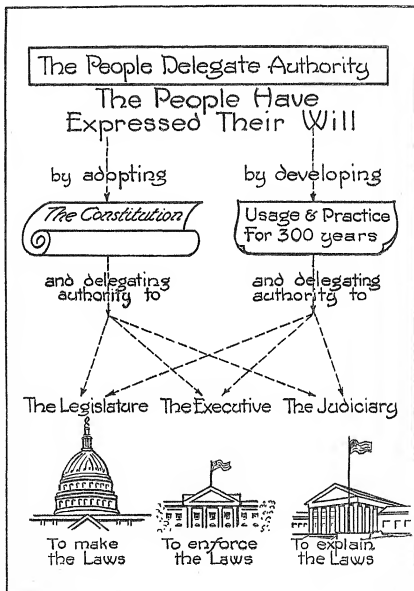 The People Delegate Authority
The People Have
Expressed Their Will
by adopting
by developing
The Constitution
Usage & Practice
For 300 years
and delegating
authority to
and delegating
authority to
The Legislature
The Executive
The Judiciary
To make
the Laws
To enforce
the Laws
To explain
the Laws